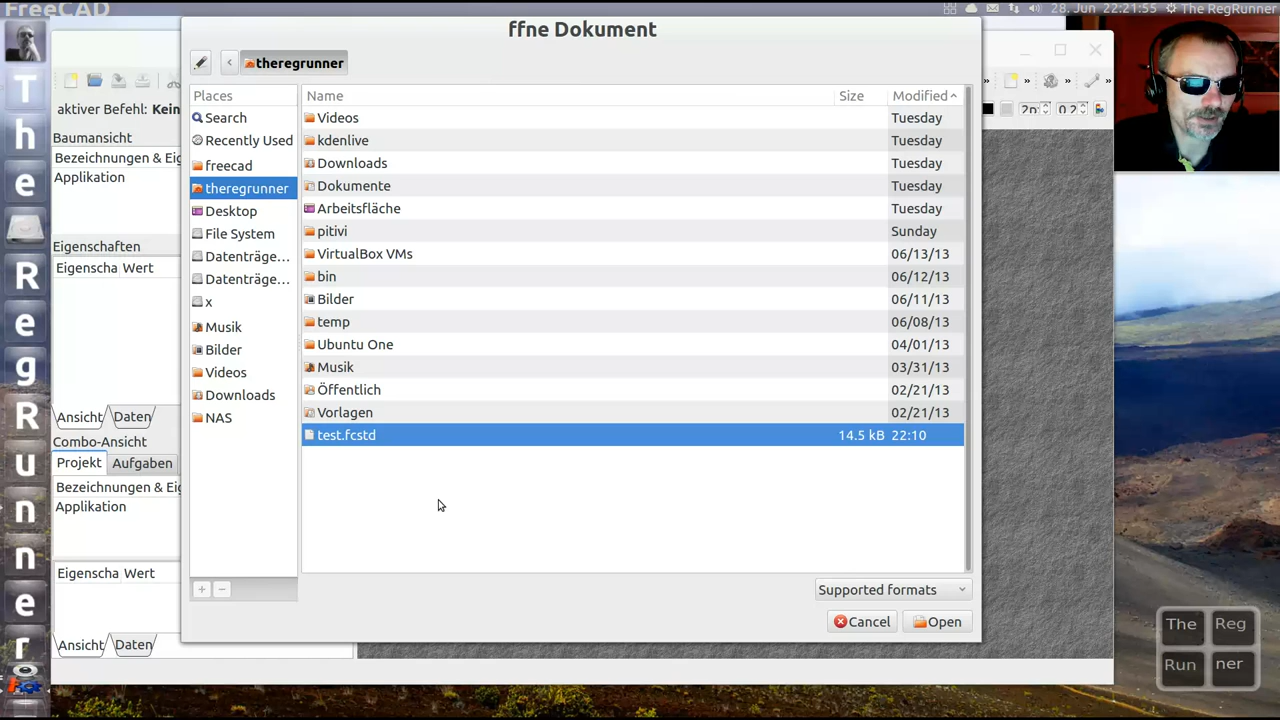 FreeCAD
28. Jun 22:21:55 The RegRunner
ffne Dokument
theregrunner
Places
Search
Recently Used
freecad
theregrunner
Desktop
File System
Datenträge...
Datenträge...
x
Musik
Bilder
Videos
Downloads
NAS
Name Size Modified
Videos Tuesday
kdenlive Tuesday
Downloads Tuesday
Dokumente Tuesday
Arbeitsfläche Tuesday
pitivi Sunday
VirtualBox VMs 06/13/13
bin 06/12/13
Bilder 06/11/13
temp 06/08/13
Ubuntu One 04/01/13
Musik 03/31/13
Öffentlich 02/21/13
Vorlagen 02/21/13
test.fcstd 14.5 kB 22:10
Supported formats
Cancel Open
aktiver Befehl: Kein
Baumansicht
Bezeichnungen & Eig
Applikation
Eigenschaften
Eigenscha Wert
Ansicht Daten
Combo-Ansicht
Projekt Aufgaben
Bezeichnungen & Eig
Applikation
Eigenscha Wert
Ansicht Daten
0.2
T
h
e
R
e
g
R
u
n
n
e
r
The Reg
Run ner